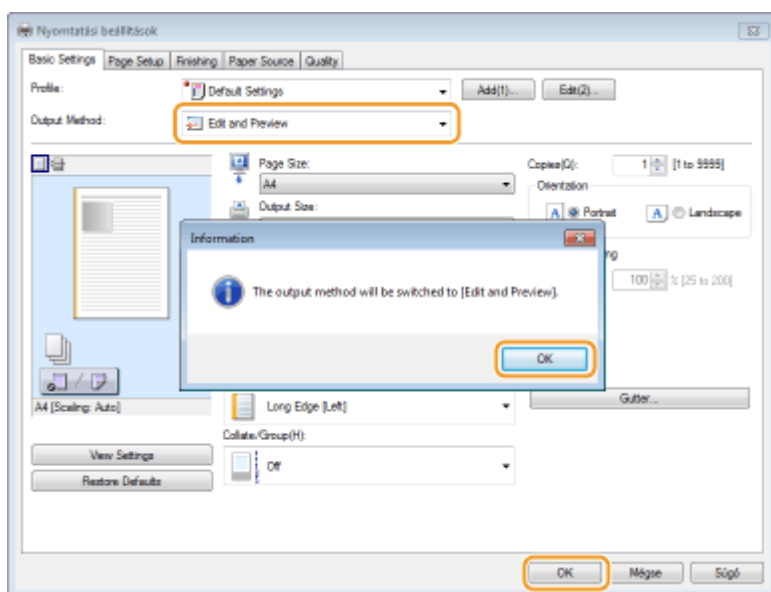 Nyomtatási beállítások
Basic Settings Page Setup Finishing Paper Source Quality
Profile: Default Settings Add(1)... Edit(2)...
Output Method: Edit and Preview
Page Size: Copies(Q): 1 [1 to 9999]
A4 Orientation
Output Size: A Portrait A Landscape
Information
ng
100 % [25 to 200]
The output method will be switched to [Edit and Preview].
OK
A4 [Scaling: Auto] Long Edge [Left] Gutter...
Collate/Group(H):
View Settings Off
Restore Defaults
OK Mégse Súgó